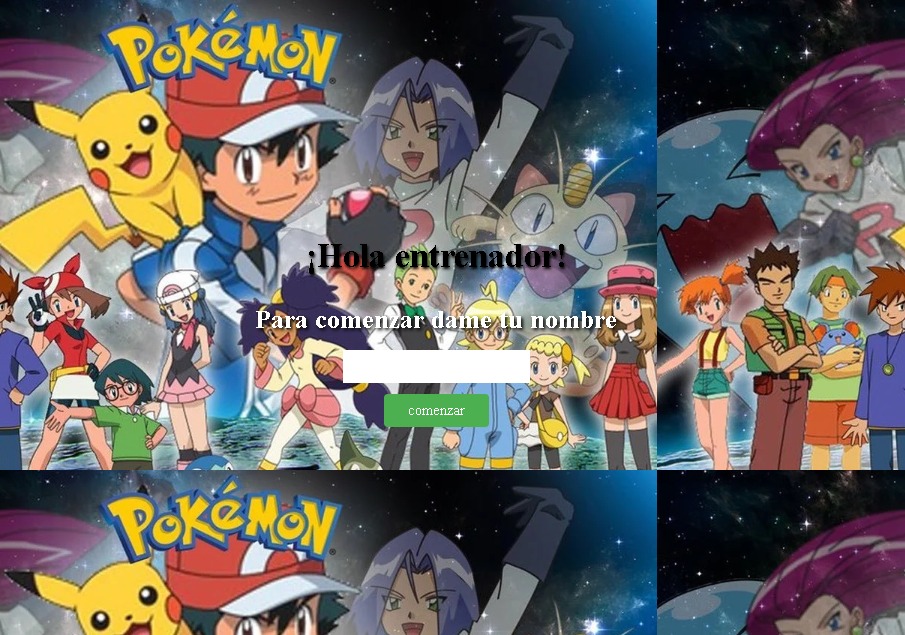 POKéMON
¡Hola entrenador!
Para comenzar dame tu nombre
comenzar
POKéMON